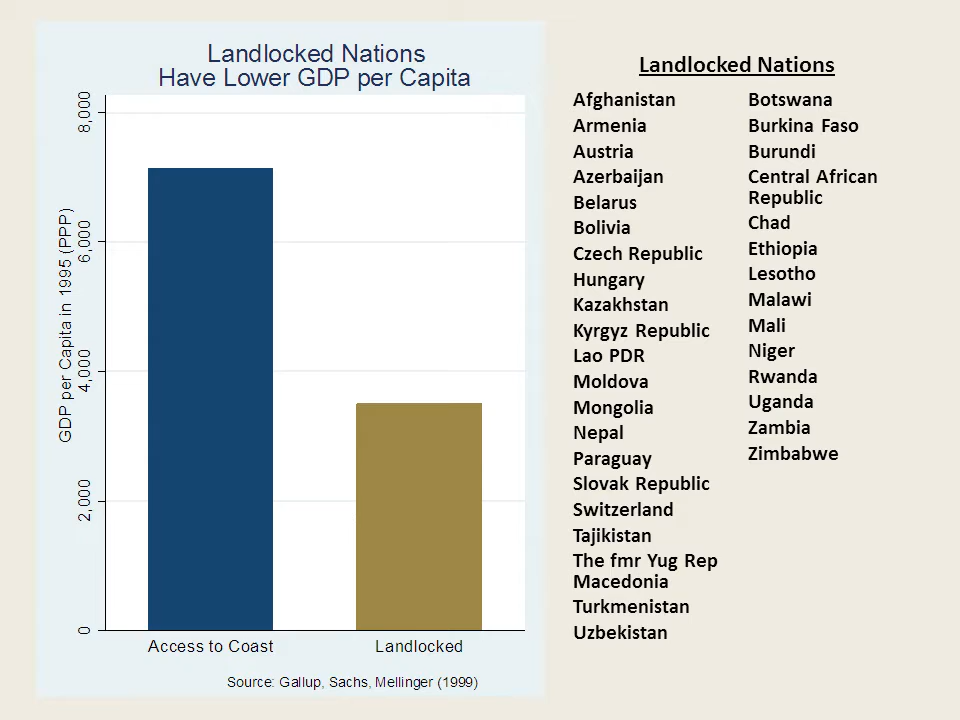 Landlocked Nations
Have Lower GDP per Capita
GDP per Capita in 1995 (PPP)
8,000
6,000
4,000
2,000
0
Access to Coast
Landlocked
Source: Gallup, Sachs, Mellinger (1999)
Landlocked Nations
Afghanistan
Armenia
Austria
Azerbaijan
Belarus
Bolivia
Czech Republic
Hungary
Kazakhstan
Kyrgyz Republic
Lao PDR
Moldova
Mongolia
Nepal
Paraguay
Slovak Republic
Switzerland
Tajikistan
The fmr Yug Rep
Macedonia
Turkmenistan
Uzbekistan
Botswana
Burkina Faso
Burundi
Central African
Republic
Chad
Ethiopia
Lesotho
Malawi
Mali
Niger
Rwanda
Uganda
Zambia
Zimbabwe